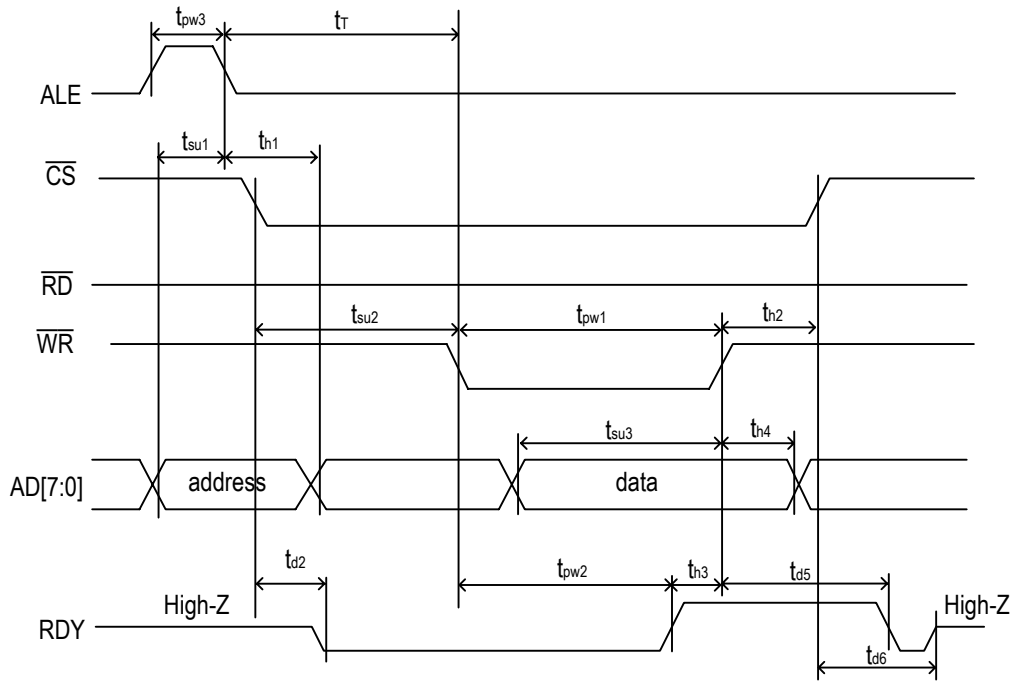 tpw3 tT
ALE
tsu1 th1
CS
RD
tsu2 tpw1 th2
WR
tsu3 th4
AD[7:0] address data
td2 tpw2 th3 td5
High-Z High-Z
RDY
td6